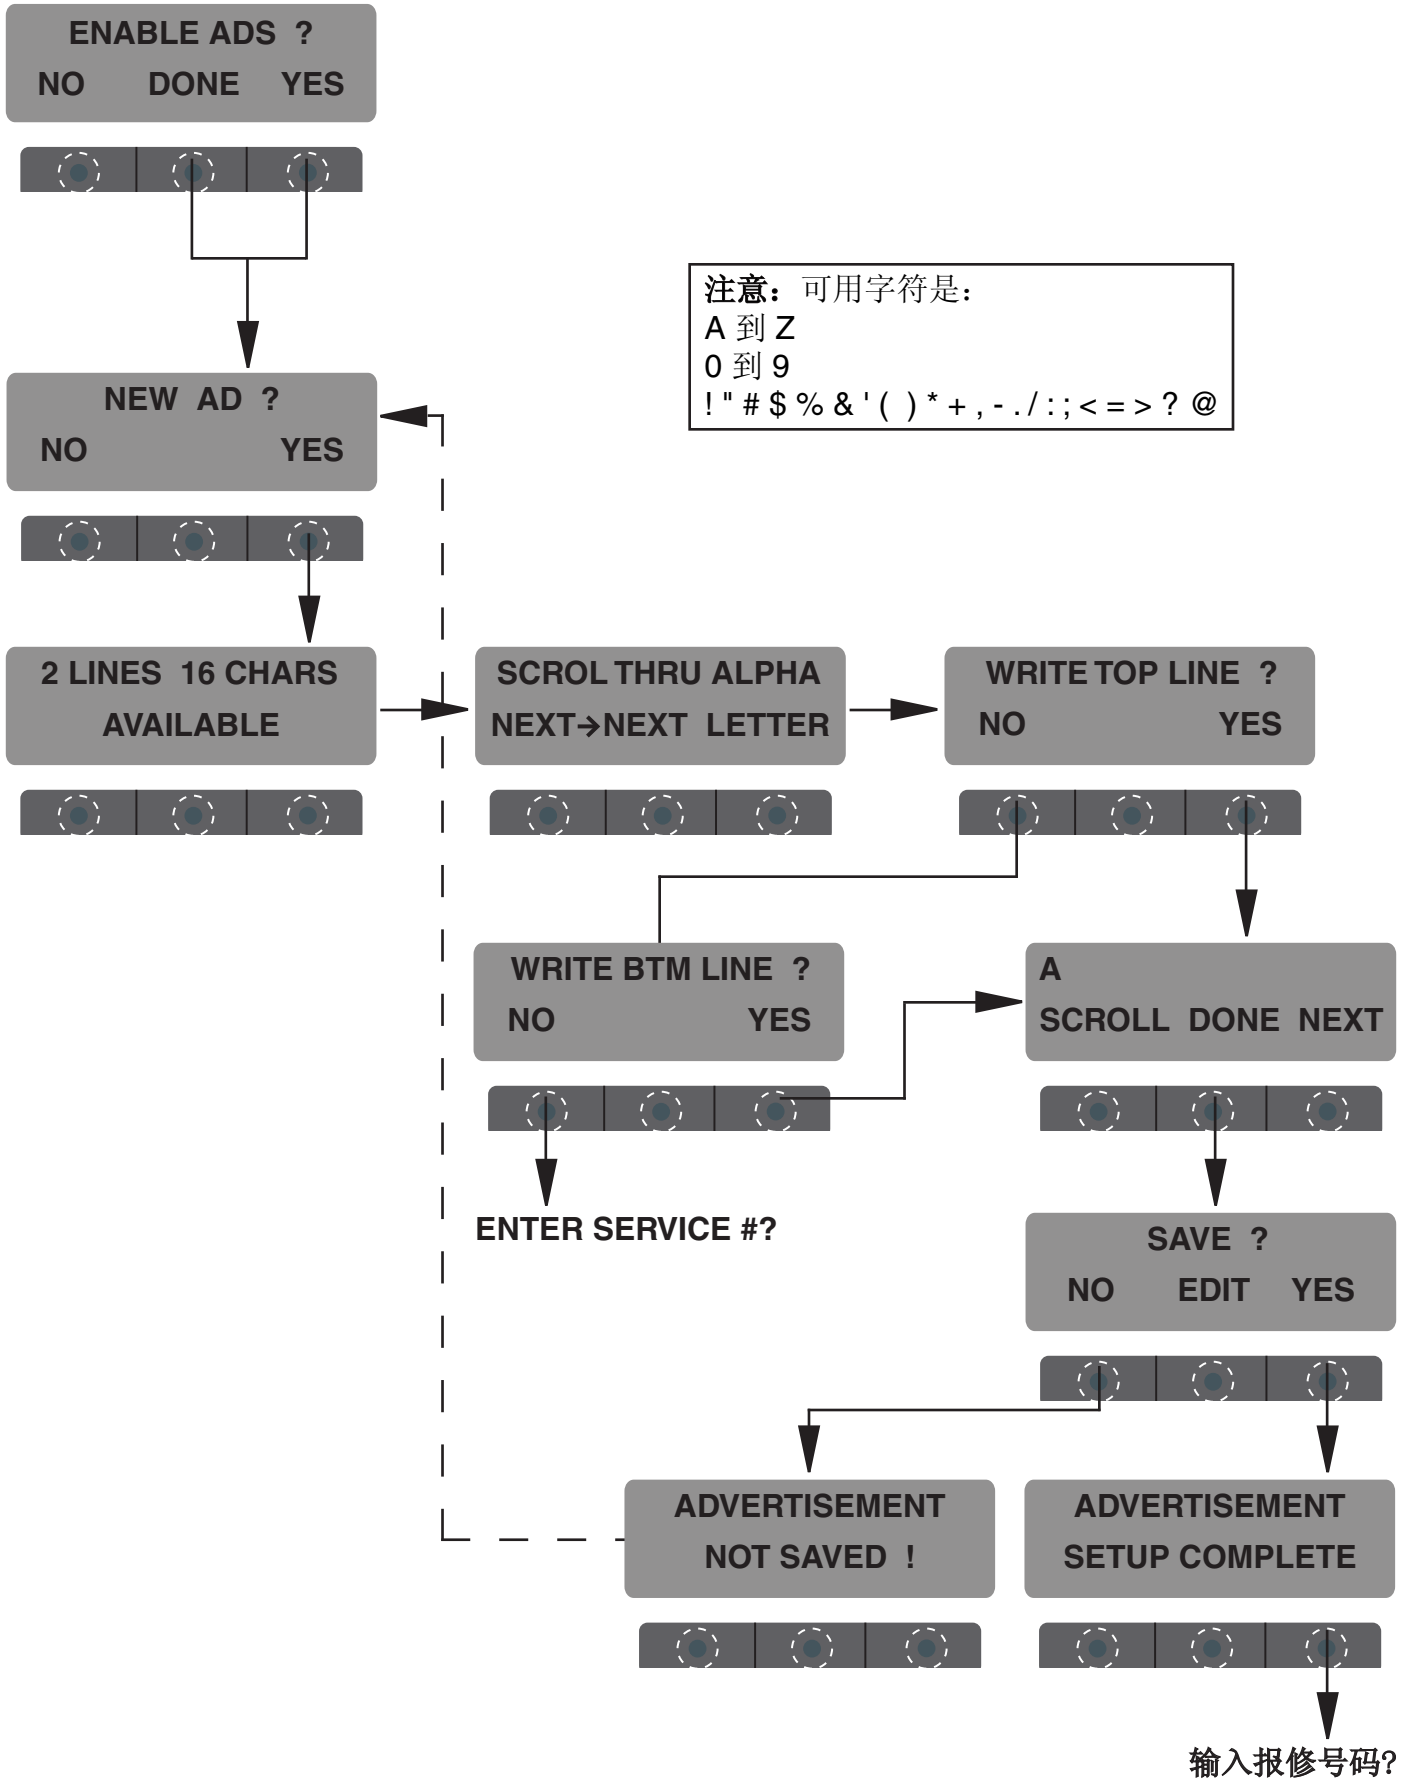 ENABLE ADS ?
NO DONE YES
注意：可用字符是：
A 到 Z
0 到 9
! " # $ % & ' ( ) * + , - . / : ; < = > ? @
NEW AD ?
NO YES
2 LINES 16 CHARS
AVAILABLE
SCROL THRU ALPHA
NEXT→NEXT LETTER
WRITE TOP LINE ?
NO YES
WRITE BTM LINE ?
NO YES
A
SCROLL DONE NEXT
ENTER SERVICE #?
SAVE ?
NO EDIT YES
ADVERTISEMENT
NOT SAVED !
ADVERTISEMENT
SETUP COMPLETE
输入报修号码?